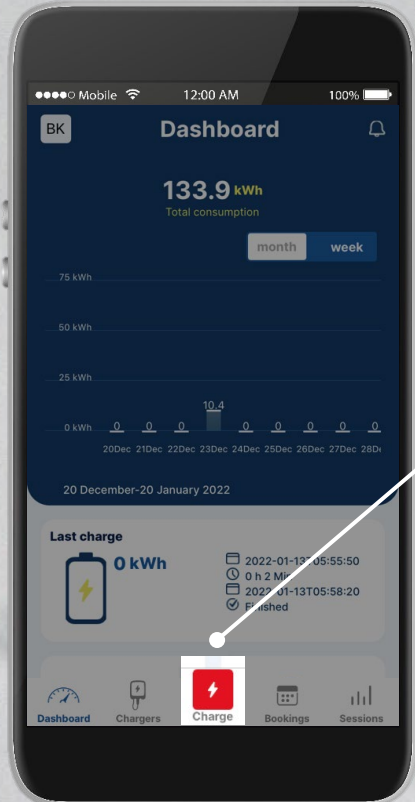 Mobile 12:00 AM 100%
BK Dashboard
133.9 kWh
Total consumption
month week
75 kWh
50 kWh
25 kWh
10.4
0 kWh 0 0 0 0 0 0 0 0
20Dec 21Dec 22Dec 23Dec 24Dec 25Dec 26Dec 27Dec 28De
20 December-20 January 2022
Last charge
0 kWh
2022-01-13T05:55:50
0 h 2 Min
2022-01-13T05:58:20
Finished
Dashboard Chargers Charge Bookings Sessions